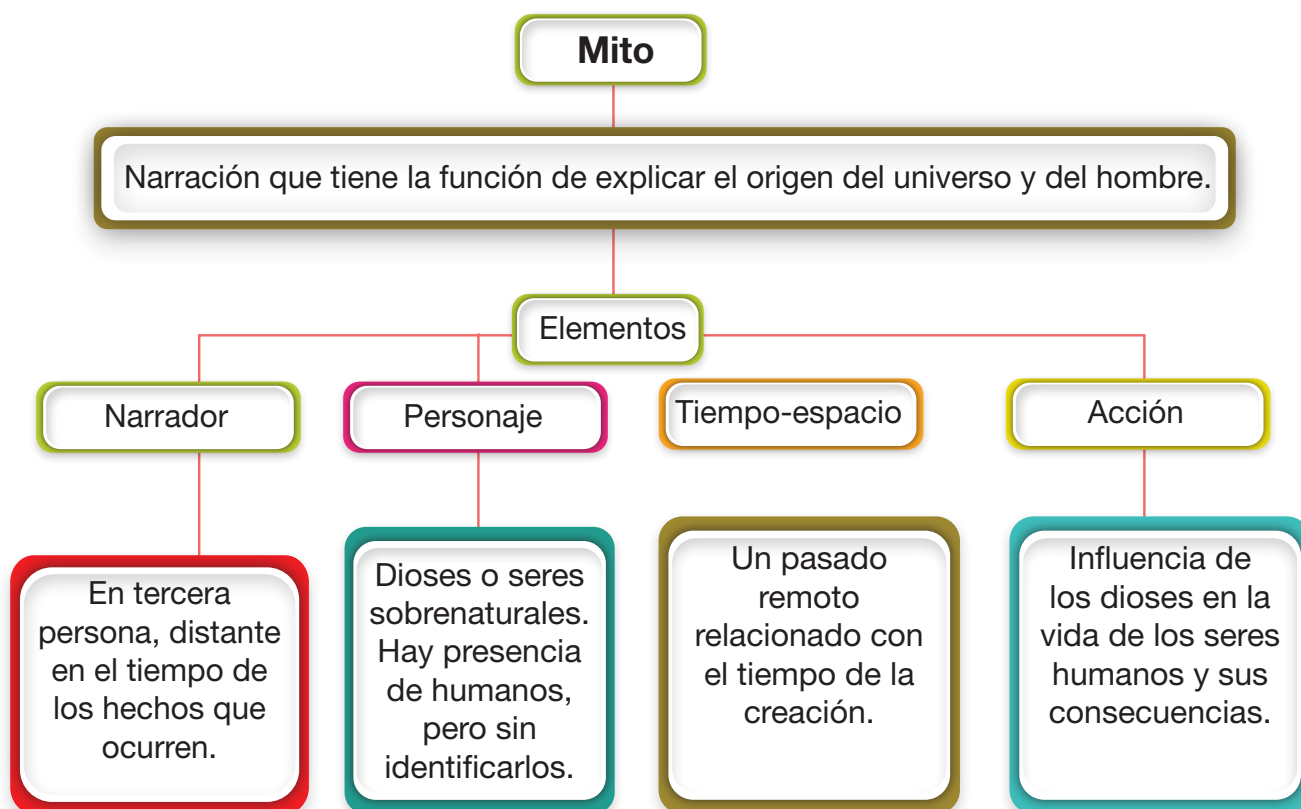 Mito
Narración que tiene la función de explicar el origen del universo y del hombre.
Elementos
Narrador
Personaje
Tiempo-espacio
Acción
En tercera
persona, distante
en el tiempo de
los hechos que
ocurren.
Dioses o seres
sobrenaturales.
Hay presencia
de humanos,
pero sin
identificarlos.
Un pasado
remoto
relacionado con
el tiempo de la
creación.
Influencia de
los dioses en la
vida de los seres
humanos y sus
consecuencias.